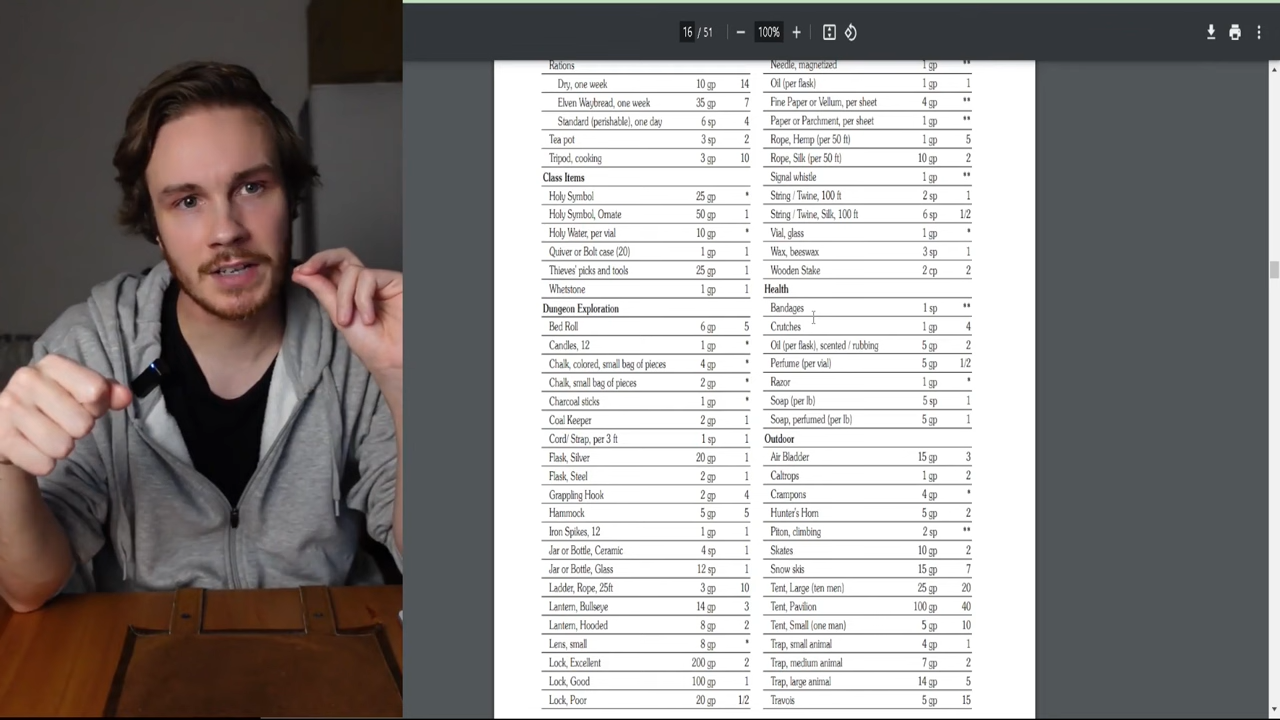 16 / 51
100%
Rations
Dry, one week 10 gp 14
Elven Waybread, one week 35 gp 7
Standard (perishable), one day 6 sp 4
Tea pot 3 sp 2
Tripod, cooking 3 gp 10
Class Items
Holy Symbol 25 gp *
Holy Symbol, Ornate 50 gp 1
Holy Water, per vial 10 gp *
Quiver or Bolt case (20) 1 gp 1
Thieves' picks and tools 25 gp 1
Whetstone 1 gp 1
Dungeon Exploration
Bed Roll 6 gp 5
Candles, 12 1 gp *
Chalk, colored, small bag of pieces 4 gp *
Chalk, small bag of pieces 2 gp *
Charcoal sticks 1 gp *
Coal Keeper 2 gp 1
Cord/ Strap, per 3 ft 1 sp 1
Flask, Silver 20 gp 1
Flask, Steel 2 gp 1
Grappling Hook 2 gp 4
Hammock 5 gp 5
Iron Spikes, 12 1 gp 1
Jar or Bottle, Ceramic 4 sp 1
Jar or Bottle, Glass 12 sp 1
Ladder, Rope, 25ft 3 gp 10
Lantern, Bullseye 14 gp 3
Lantern, Hooded 8 gp 2
Lens, small 8 gp *
Lock, Excellent 200 gp 2
Lock, Good 100 gp 1
Lock, Poor 20 gp 1/2
Needle, magnetized 1 gp **
Oil (per flask) 1 gp 1
Fine Paper or Vellum, per sheet 4 gp **
Paper or Parchment, per sheet 1 gp **
Rope, Hemp (per 50 ft) 1 gp 5
Rope, Silk (per 50 ft) 10 gp 2
Signal whistle 1 gp **
String / Twine, 100 ft 2 sp 1
String / Twine, Silk, 100 ft 6 sp 1/2
Vial, glass 1 gp *
Wax, beeswax 3 sp 1
Wooden Stake 2 cp 2
Health
Bandages 1 sp **
Crutches 1 gp 4
Oil (per flask), scented / rubbing 5 gp 2
Perfume (per vial) 5 gp 1/2
Razor 1 gp *
Soap (per lb) 5 sp 1
Soap, perfumed (per lb) 5 gp 1
Outdoor
Air Bladder 15 gp 3
Caltrops 1 gp 2
Crampons 4 gp *
Hunter's Horn 5 gp 2
Piton, climbing 2 sp **
Skates 10 gp 2
Snow skis 15 gp 7
Tent, Large (ten men) 25 gp 20
Tent, Pavilion 100 gp 40
Tent, Small (one man) 5 gp 10
Trap, small animal 4 gp 1
Trap, medium animal 7 gp 2
Trap, large animal 14 gp 5
Travois 5 gp 15